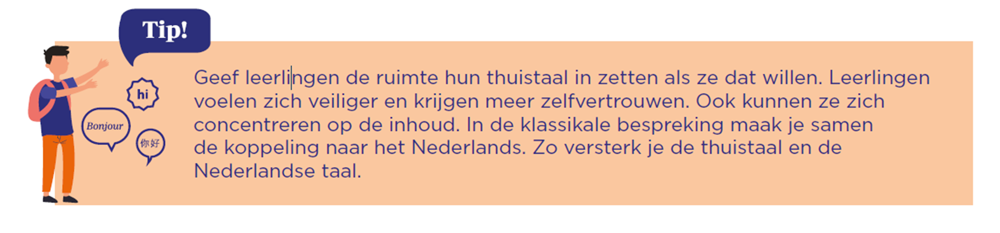 Tip!
hi
Bonjour
你好
Geef leerlingen de ruimte hun thuistaal in zetten als ze dat willen. Leerlingen
voelen zich veiliger en krijgen meer zelfvertrouwen. Ook kunnen ze zich
concentreren op de inhoud. In de klassikale bespreking maak je samen
de koppeling naar het Nederlands. Zo versterk je de thuistaal en de
Nederlandse taal.